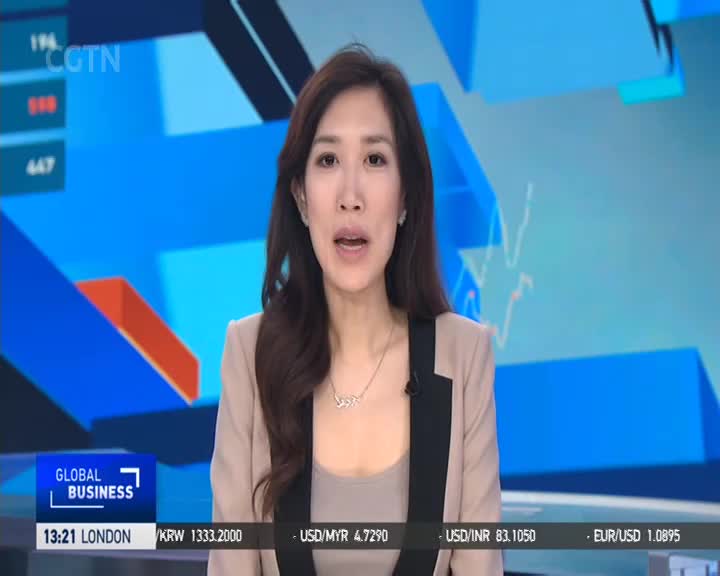 196
CGTN
598
447
GLOBAL
BUSINESS
13:21 LONDON /KRW 1333.2000 - USD/MYR 4.7290 - USD/INR 83.1050 - EUR/USD 1.0895